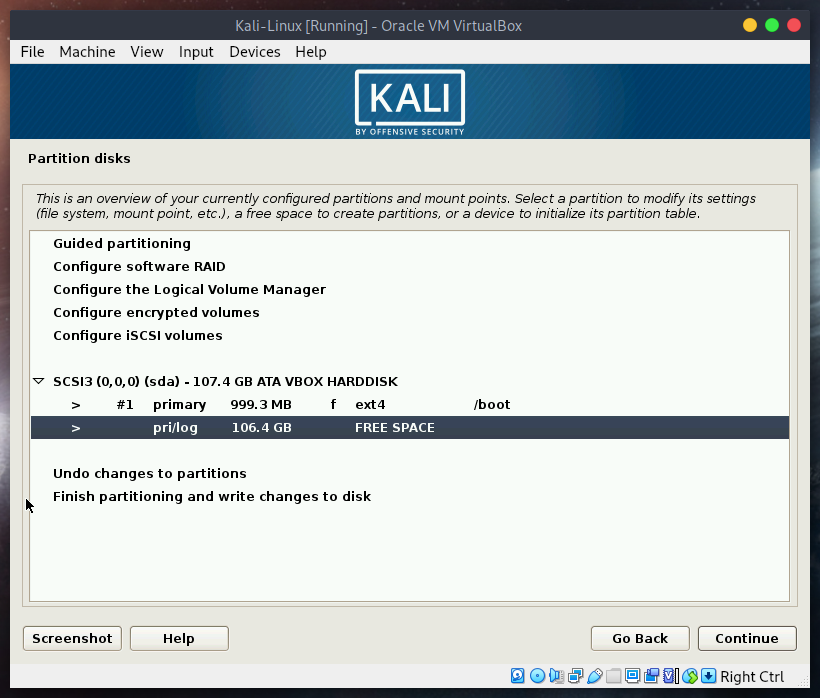 Kali-Linux [Running] - Oracle VM VirtualBox
File Machine View Input Devices Help
KALI
BY OFFENSIVE SECURITY
Partition disks
This is an overview of your currently configured partitions and mount points. Select a partition to modify its settings
(file system, mount point, etc.), a free space to create partitions, or a device to initialize its partition table.
Guided partitioning
Configure software RAID
Configure the Logical Volume Manager
Configure encrypted volumes
Configure iSCSI volumes
SCSI3 (0,0,0) (sda) - 107.4 GB ATA VBOX HARDDISK
> #1 primary 999.3 MB f ext4 /boot
> pri/log 106.4 GB FREE SPACE
Undo changes to partitions
Finish partitioning and write changes to disk
Screenshot Help Go Back Continue
Right Ctrl